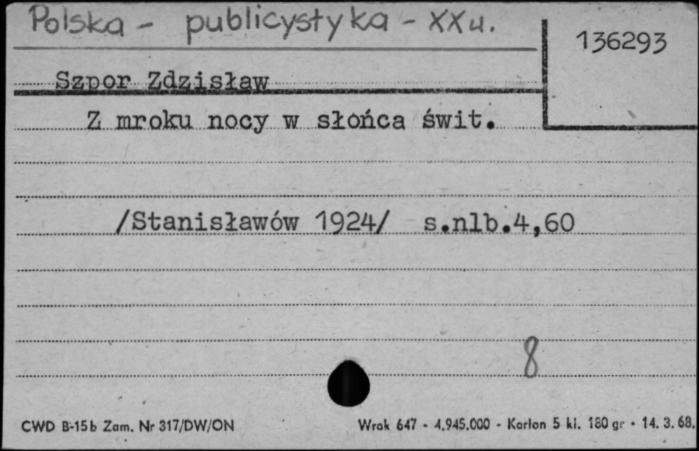 Polska - publicystyka - XX w.
136293
Szpor Zdzisław
Z mroku nocy w słońca świt.
/Stanisławów 1924/ s.nlb.4,60
8
CWD B-15b Zam. Nr 317/DW/ON
Wrok 647 - 4.945.000 - Karton 5 kl. 180 gr - 14. 3. 68.